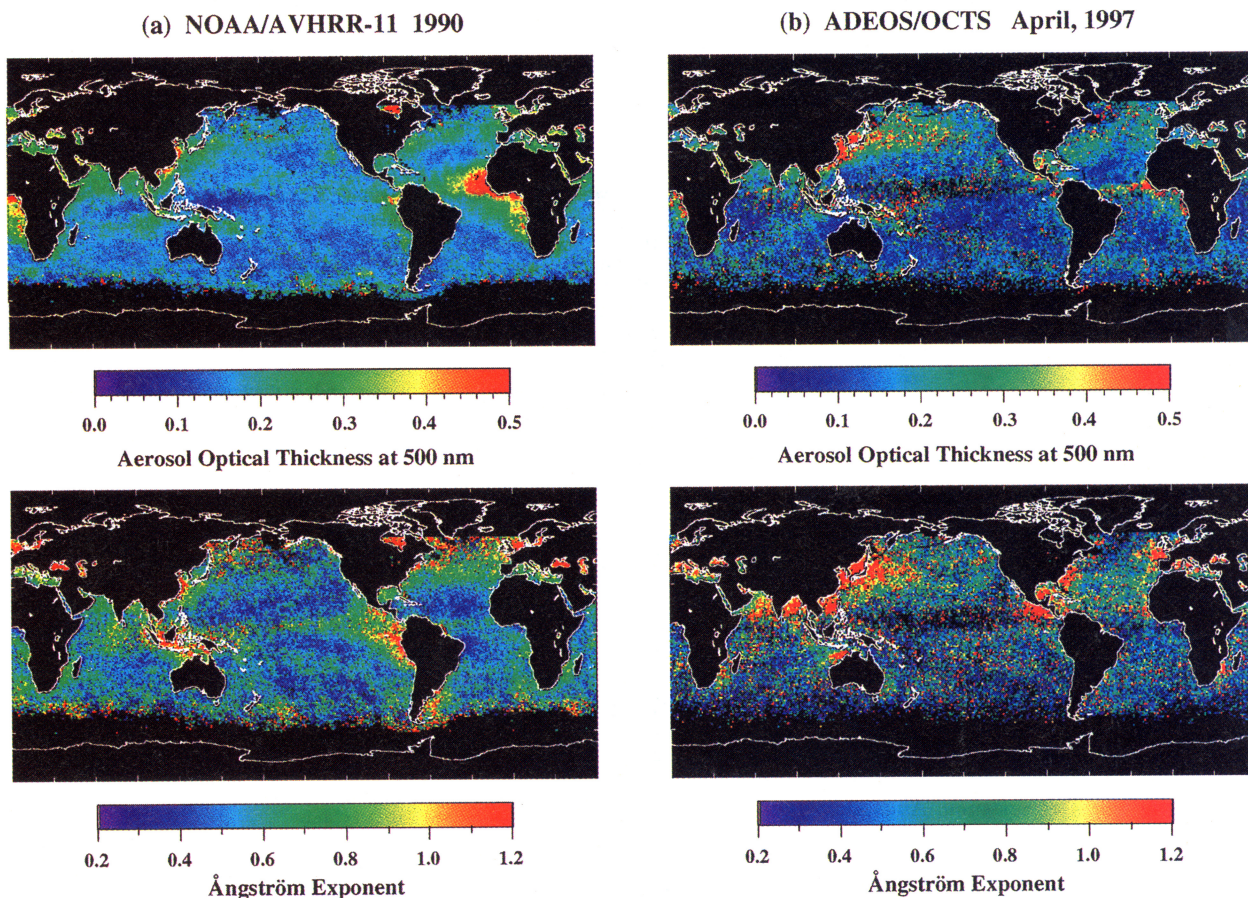 (a) NOAA/AVHRR-11 1990
(b) ADEOS/OCTS April, 1997
0.0 0.1 0.2 0.3 0.4 0.5
Aerosol Optical Thickness at 500 nm
0.0 0.1 0.2 0.3 0.4 0.5
Aerosol Optical Thickness at 500 nm
0.2 0.4 0.6 0.8 1.0 1.2
Ångström Exponent
0.2 0.4 0.6 0.8 1.0 1.2
Ångström Exponent